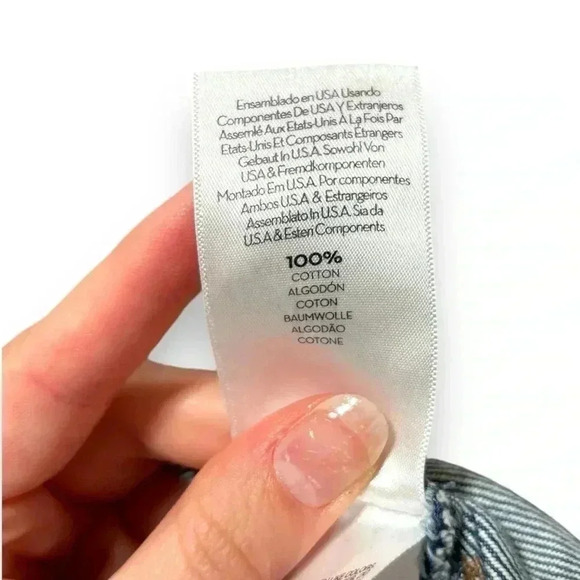 Ensamblado en USA Usando
Componentes De USA Y Extranjeros
Assemlé Aux Etats-Unis À La Fois Par
Etats-Unis Et Composants Etrangers
Gebaut In U.S.A. Sowohl Von
USA & Fremdkomponenten
Montado Em U.S.A. Por componentes
Ambos U.S.A & Estrangeiros
Assemblato In U.S.A. Sia da
U.S.A & Esteri Components
100%
COTTON
ALGODÓN
COTON
BAUMWOLLE
ALGODÃO
COTONE